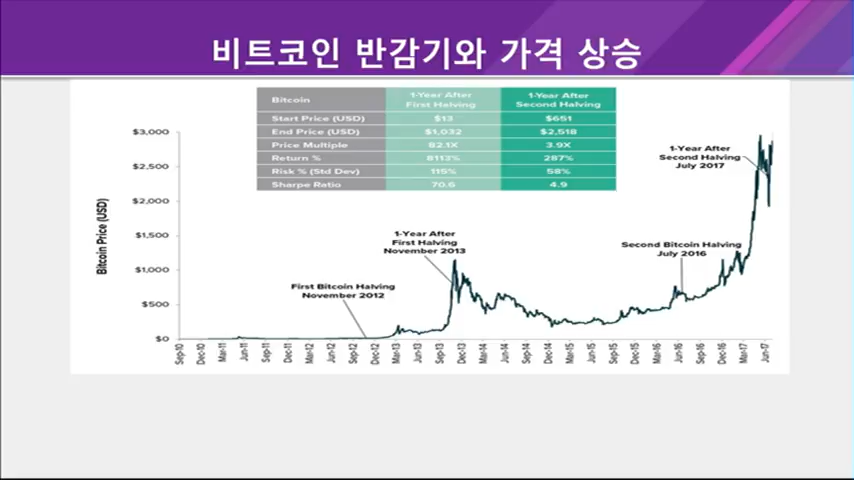 비트코인 반감기와 가격 상승
Bitcoin
1-Year After
First Halving
1-Year After
Second Halving
Start Price (USD) $13 $651
End Price (USD) $1,032 $2,518
Price Multiple 82.1X 3.9X
Return % 8113% 287%
Risk % (Std Dev) 115% 58%
Sharpe Ratio 70.6 4.9
Bitcoin Price (USD)
$3,000
$2,500
$2,000
$1,500
$1,000
$500
$0
1-Year After
Second Halving
July 2017
1-Year After
First Halving
November 2013
Second Bitcoin Halving
July 2016
First Bitcoin Halving
November 2012
Sep-10 Dec-10 Mar-11 Jun-11 Sep-11 Dec-11 Mar-12 Jun-12 Sep-12 Dec-12 Mar-13 Jun-13 Sep-13 Dec-13 Mar-14 Jun-14 Sep-14 Dec-14 Mar-15 Jun-15 Sep-15 Dec-15 Mar-16 Jun-16 Sep-16 Dec-16 Mar-17 Jun-17